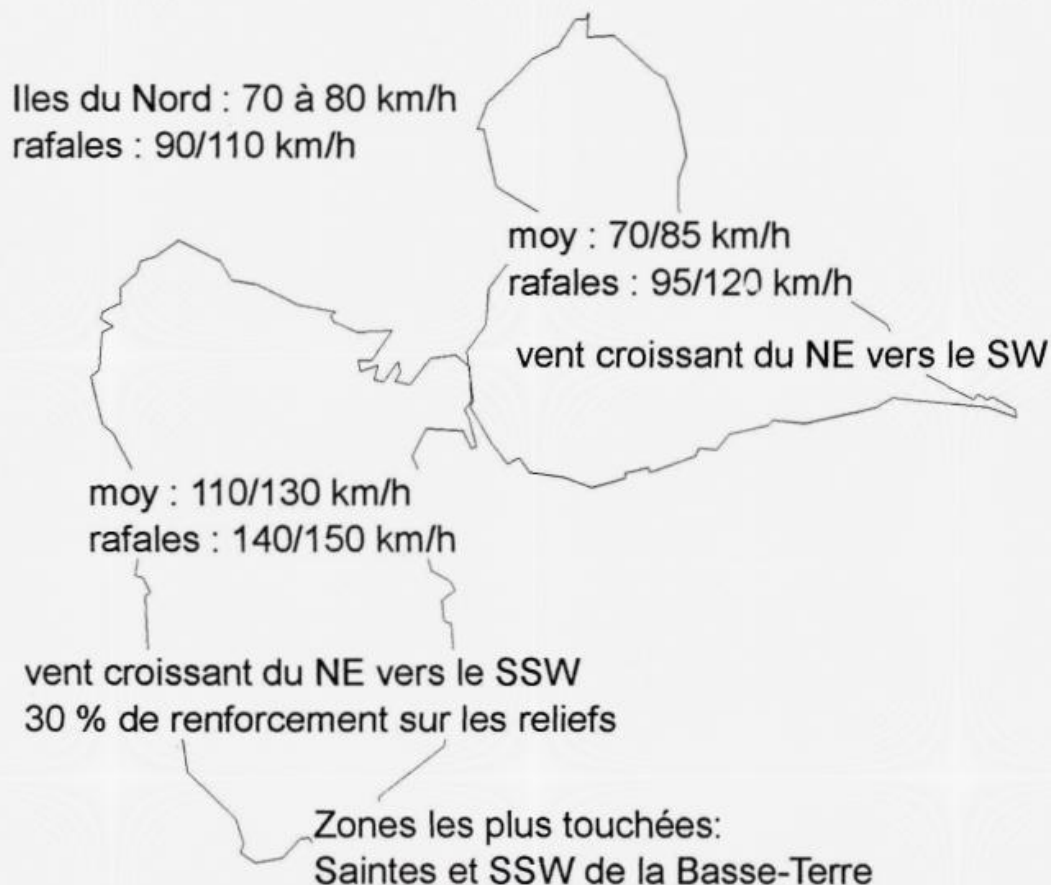 Iles du Nord : 70 à 80 km/h
rafales : 90/110 km/h
moy : 70/85 km/h
rafales : 95/120 km/h
vent croissant du NE vers le SW
moy : 110/130 km/h
rafales : 140/150 km/h
vent croissant du NE vers le SSW
30 % de renforcement sur les reliefs
Zones les plus touchées:
Saintes et SSW de la Basse-Terre